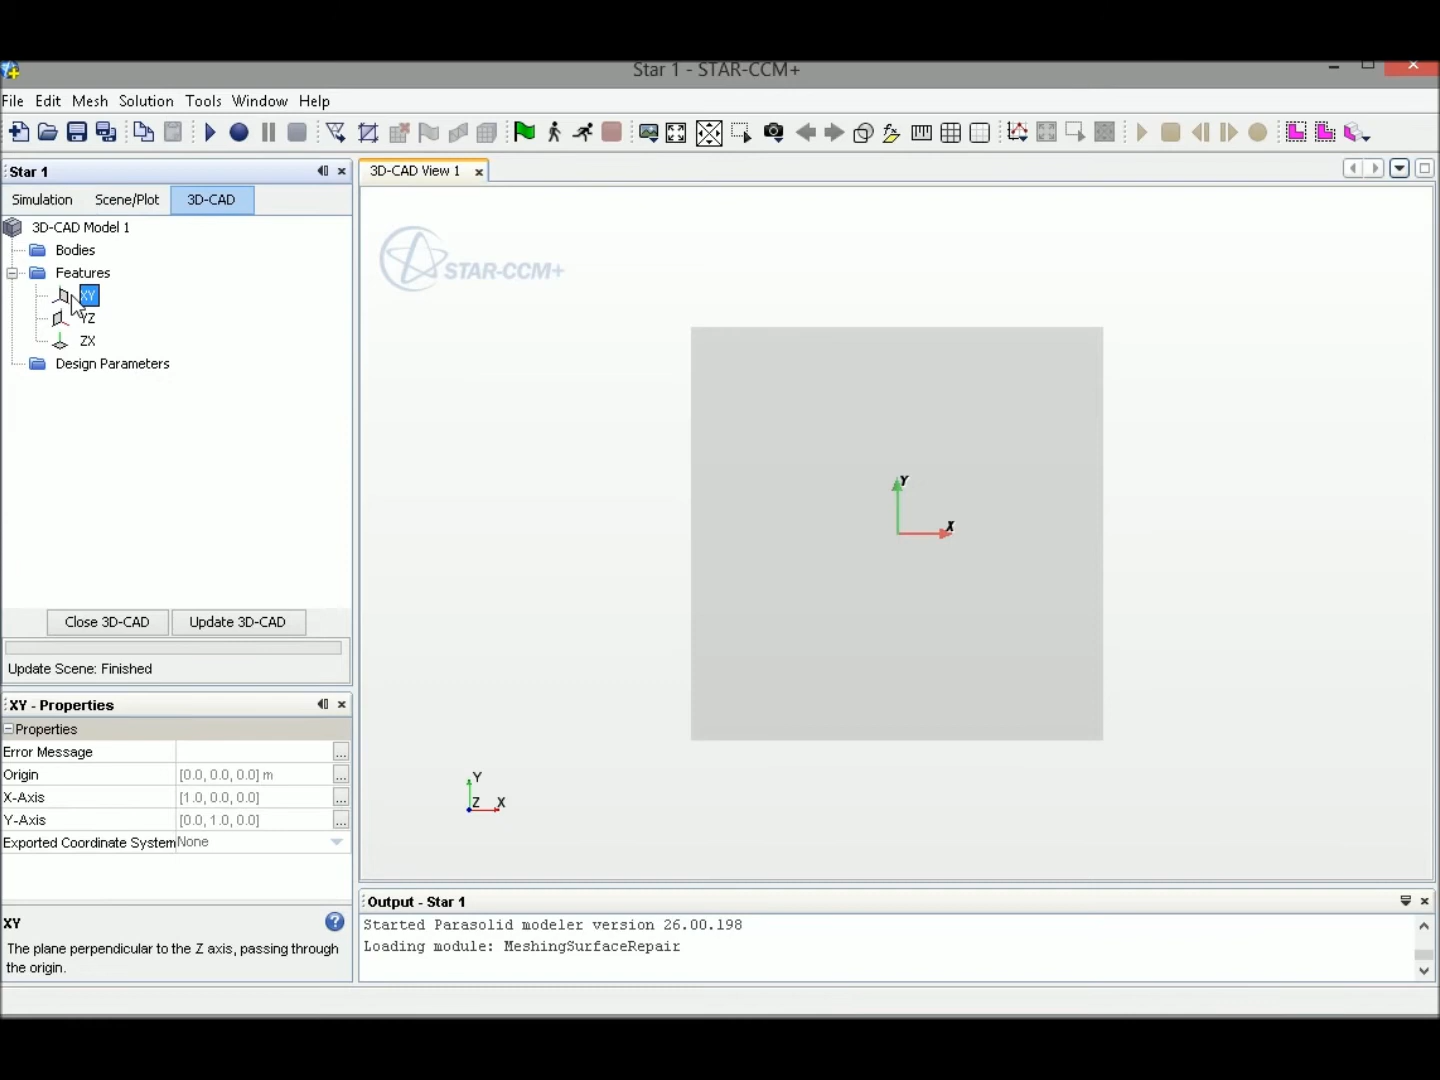 Star 1 - STAR-CCM+
File Edit Mesh Solution Tools Window Help
Star 1
3D-CAD View 1
Simulation Scene/Plot 3D-CAD
3D-CAD Model 1
Bodies
Features
XY
YZ
ZX
Design Parameters
STAR-CCM+
Y
X
Y
Z X
Close 3D-CAD Update 3D-CAD
Update Scene: Finished
XY - Properties
Properties
Error Message ...
Origin [0.0, 0.0, 0.0] m ...
X-Axis [1.0, 0.0, 0.0] ...
Y-Axis [0.0, 1.0, 0.0] ...
Exported Coordinate System None
XY
The plane perpendicular to the Z axis, passing through
the origin.
Output - Star 1
Started Parasolid modeler version 26.00.198
Loading module: MeshingSurfaceRepair